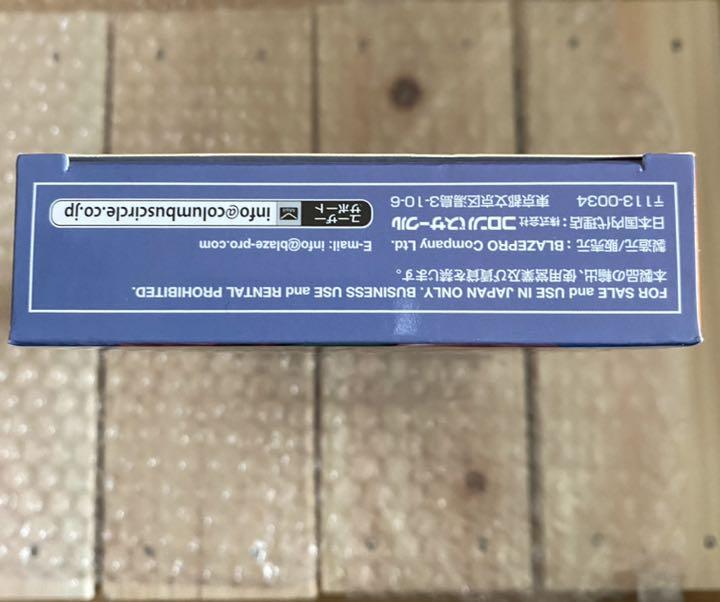 FOR SALE and USE IN JAPAN ONLY. BUSINESS USE and RENTAL PROHIBITED.
本製品の輸出、使用営業及び賃貸を禁じます。
製造元/販売元：BLAZEPRO Company Ltd. E-mail: info@blaze-pro.com
日本国内代理店：コロンバスサークル株式会社
〒113-0034 東京都文京区湯島3-10-6
ユーザーサポート info@columbuscircle.co.jp